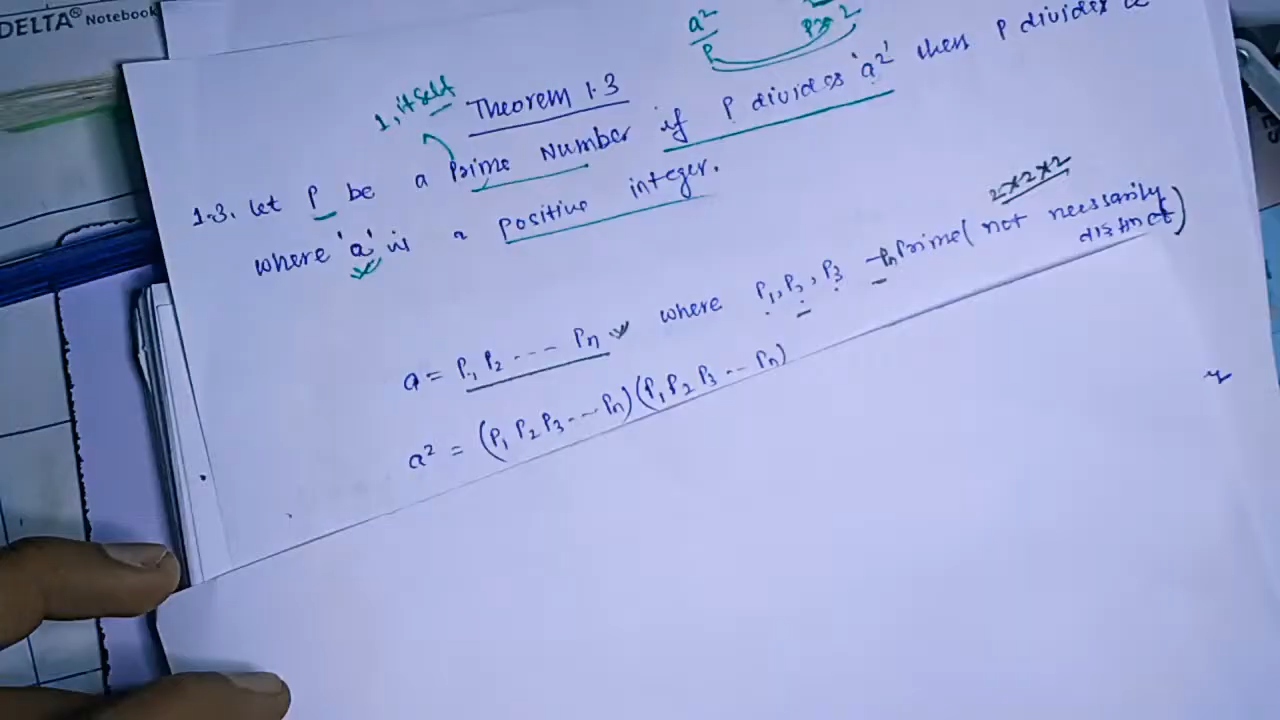 DELTA® Notebook
a²
P
1, itself
Theorem 1.3
1.3. Let P be a Prime Number if P divides 'a²' then P divides a
where 'a' is a positive integer.
2×2×2
a = P₁ P₂ --- Pn where P₁, P₂, P₃ - Pn Prime (not necessarily
distinct)
a² = (P₁ P₂ P₃ --- Pn) (P₁ P₂ P₃ -- Pn)